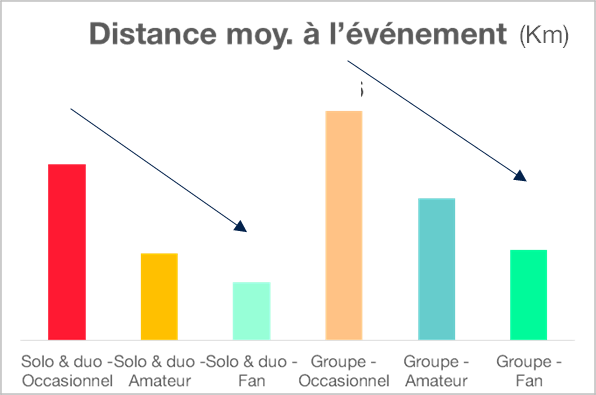 Distance moy. à l’événement (Km)
Solo & duo - Solo & duo - Solo & duo - Groupe - Groupe - Groupe -
Occasionnel Amateur Fan Occasionnel Amateur Fan